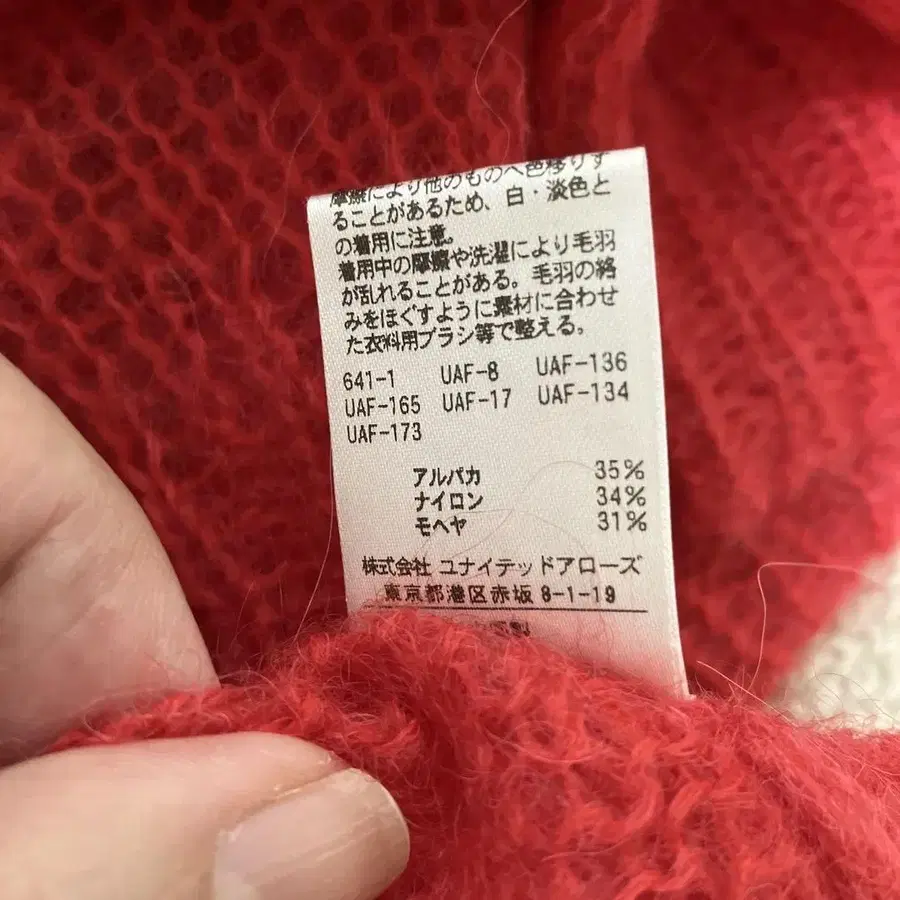 摩擦により他のものへ色移りす
ることがあるため、白・淡色と
の着用に注意。
着用中の摩擦や洗濯により毛羽
が乱れることがある。毛羽の絡
みをほぐすように素材に合わせ
た衣料用ブラシ等で整える。
641-1 UAF-8 UAF-136
UAF-165 UAF-17 UAF-134
UAF-173
アルパカ 35%
ナイロン 34%
モヘヤ 31%
株式会社 ユナイテッドアローズ
東京都港区赤坂 8-1-19